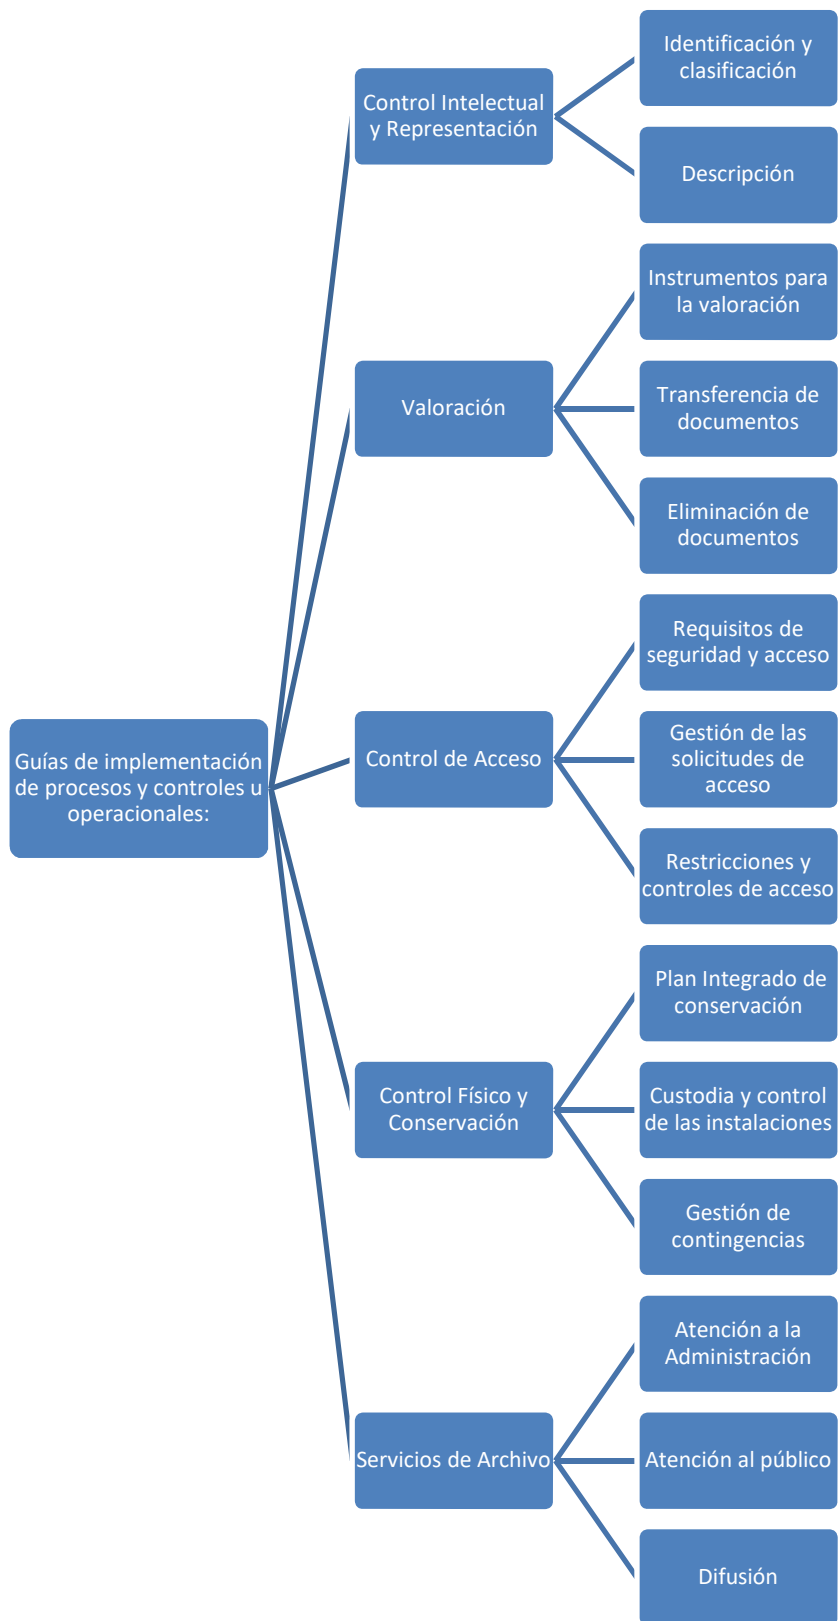 Identificación y
clasificación
Control Intelectual
y Representación
Descripción
Instrumentos para
la valoración
Valoración
Transferencia de
documentos
Eliminación de
documentos
Requisitos de
seguridad y acceso
Guías de implementación
de procesos y controles u
operacionales:
Control de Acceso
Gestión de las
solicitudes de
acceso
Restricciones y
controles de acceso
Plan Integrado de
conservación
Control Físico y
Conservación
Custodia y control
de las instalaciones
Gestión de
contingencias
Atención a la
Administración
Servicios de Archivo
Atención al público
Difusión